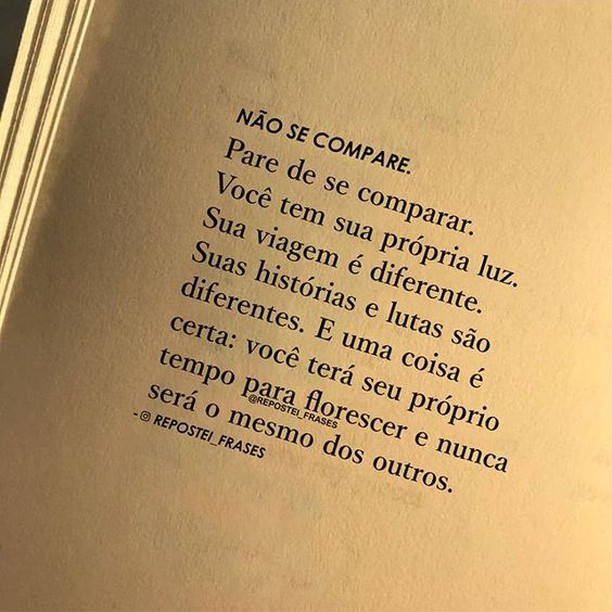 NÃO SE COMPARE.
Pare de se comparar.
Você tem sua própria luz.
Sua viagem é diferente.
Suas histórias e lutas são
diferentes. E uma coisa é
certa: você terá seu próprio
tempo para florescer e nunca
@REPOSTEI_FRASES
será o mesmo dos outros.
- REPOSTEI_FRASES